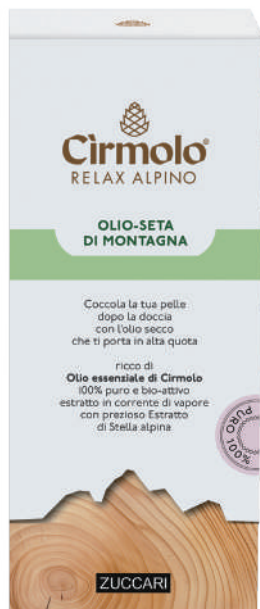 Cìrmolo®
RELAX ALPINO
OLIO-SETA
DI MONTAGNA
Coccola la tua pelle
dopo la doccia
con l'olio secco
che ti porta in alta quota
ricco di
Olio essenziale di Cirmolo
100% puro e bio-attivo
estratto in corrente di vapore
con prezioso Estratto
di Stella alpina
PURO 100%
ZUCCARI